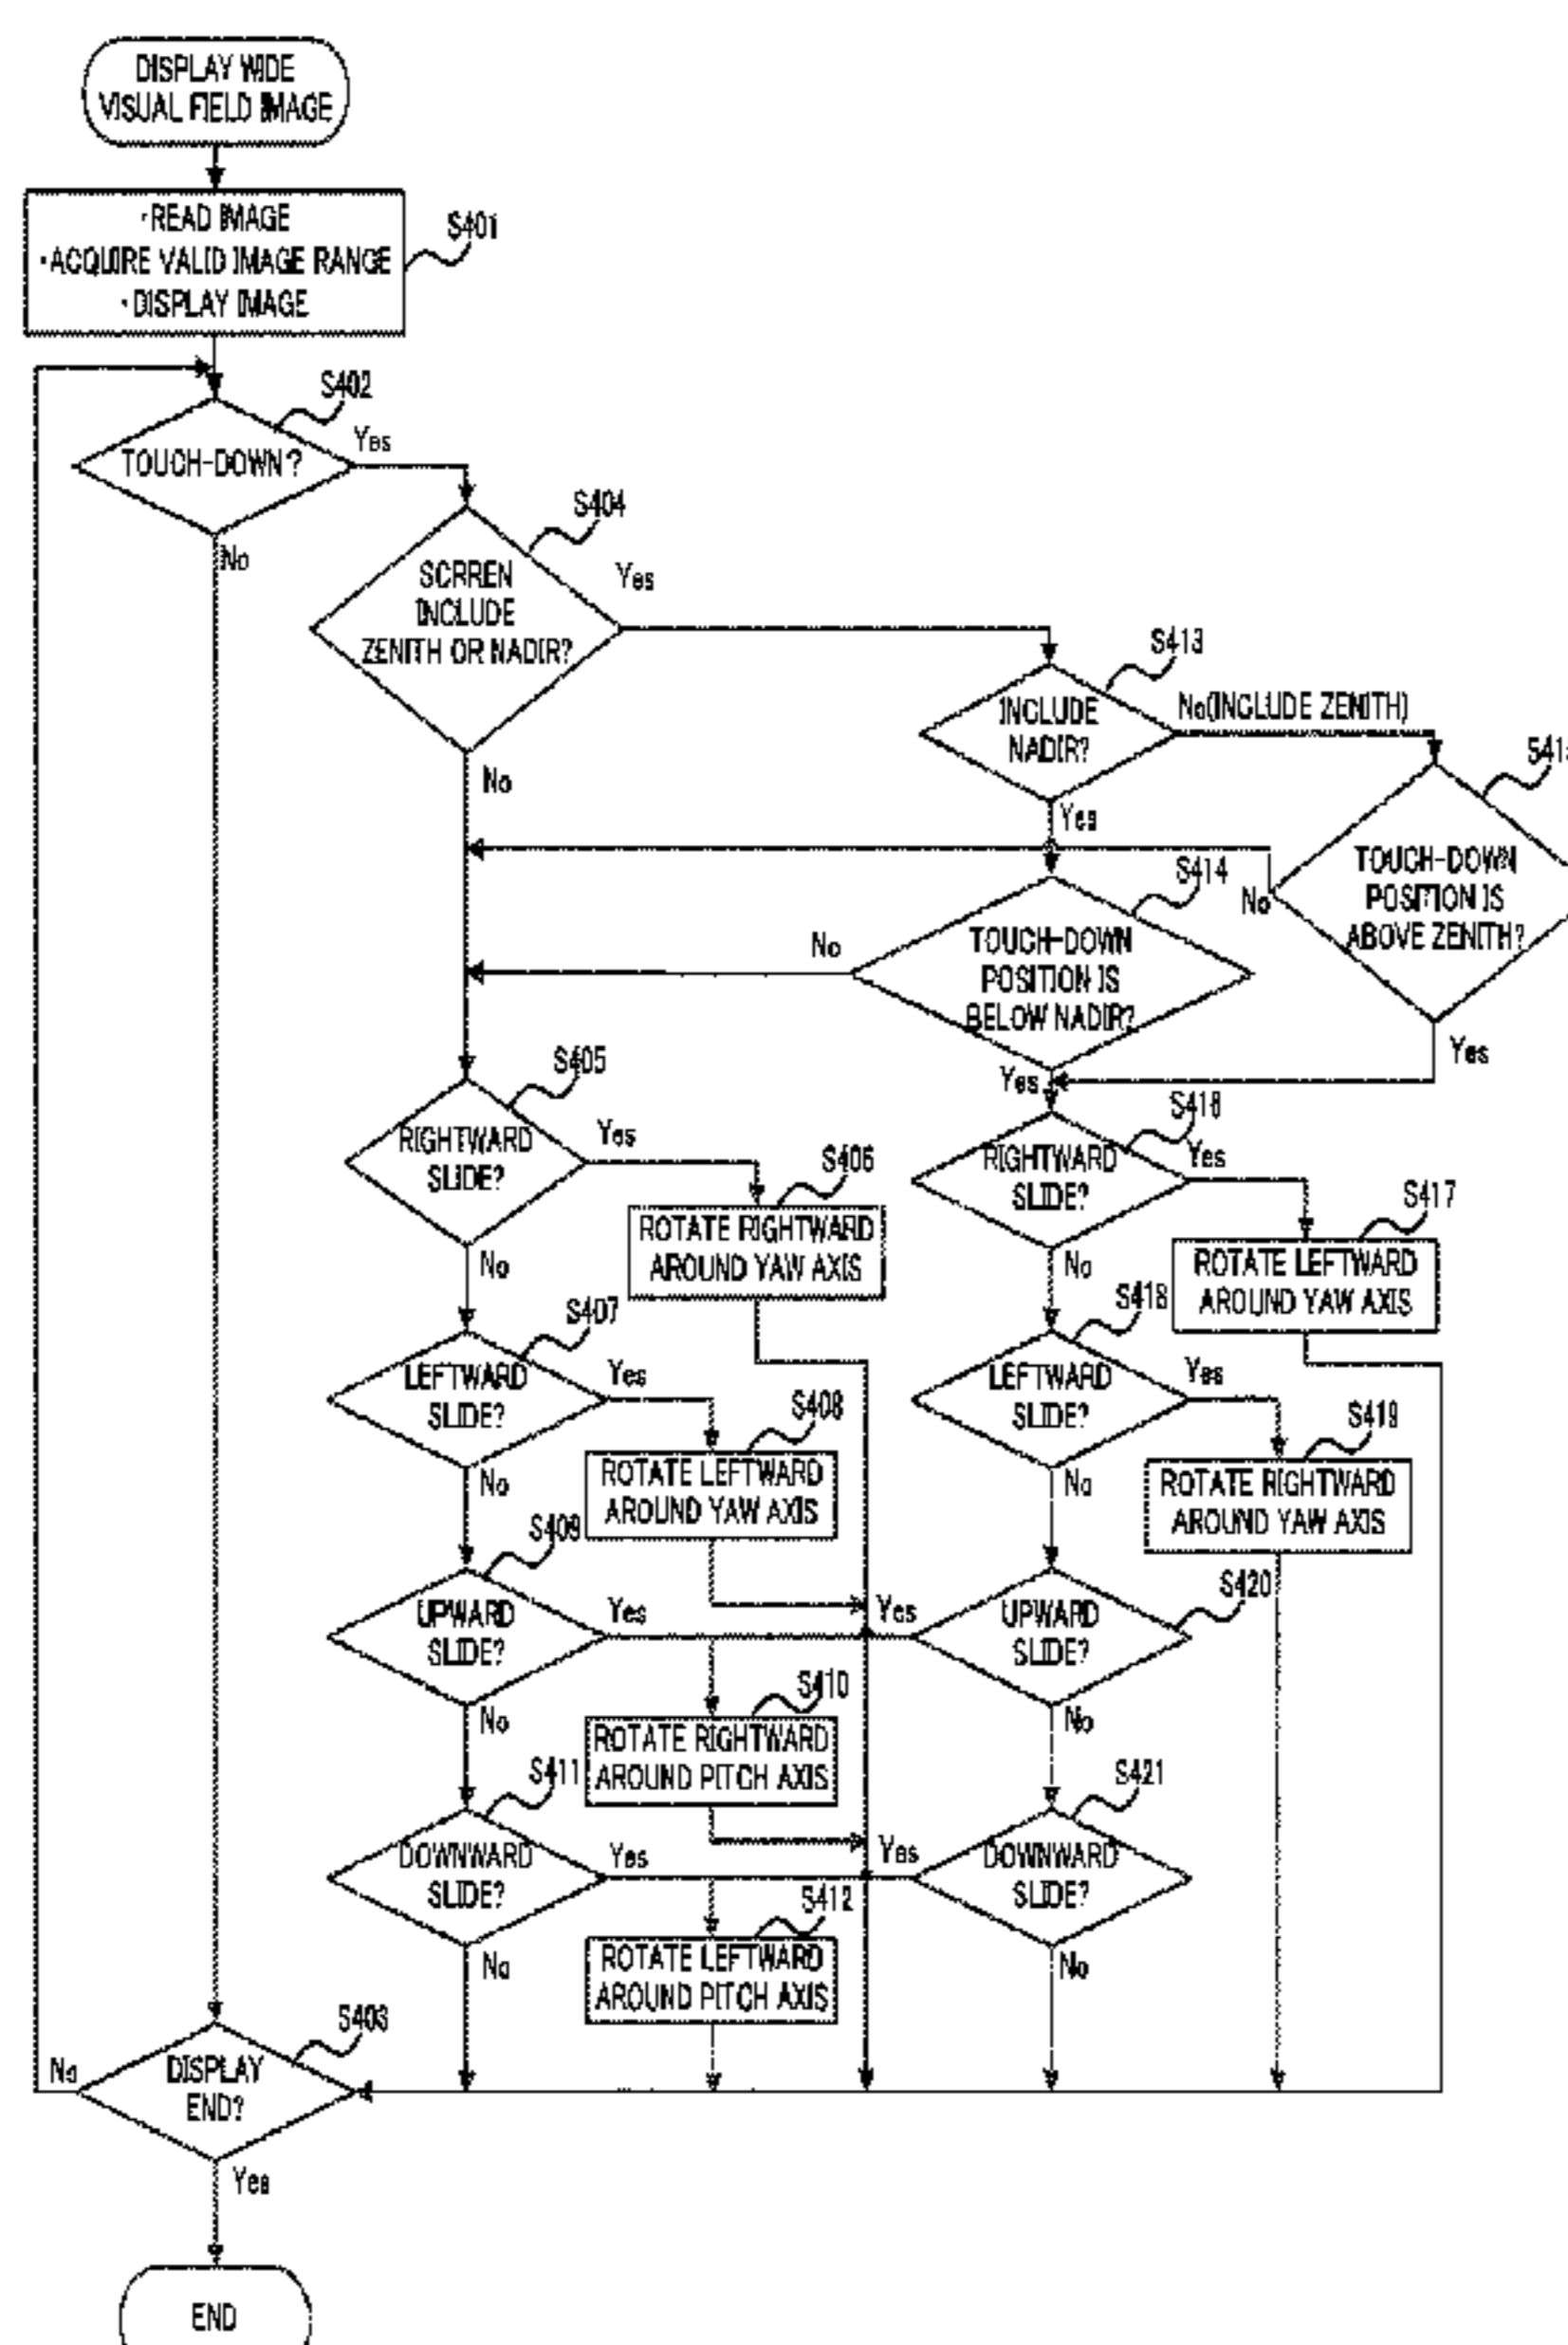 DISPLAY WIDE
VISUAL FIELD IMAGE
・READ IMAGE
・ACQUIRE VALID IMAGE RANGE
・DISPLAY IMAGE
S401
S402
TOUCH-DOWN?
Yes
No
S404
SCRREN
INCLUDE
ZENITH OR NADIR?
Yes
No
S413
INCLUDE
NADIR?
No(INCLUDE ZENITH)
Yes
TOUCH-DOWN
POSITION IS
ABOVE ZENITH?
No
Yes
S414
TOUCH-DOWN
POSITION IS
BELOW NADIR?
No
Yes
S405
RIGHTWARD
SLIDE?
Yes
No
S406
ROTATE RIGHTWARD
AROUND YAW AXIS
S416
RIGHTWARD
SLIDE?
Yes
No
S417
ROTATE LEFTWARD
AROUND YAW AXIS
S407
LEFTWARD
SLIDE?
Yes
No
S408
ROTATE LEFTWARD
AROUND YAW AXIS
S418
LEFTWARD
SLIDE?
Yes
No
S419
ROTATE RIGHTWARD
AROUND YAW AXIS
S409
UPWARD
SLIDE?
Yes
No
S410
ROTATE RIGHTWARD
AROUND PITCH AXIS
S420
UPWARD
SLIDE?
Yes
No
S411
DOWNWARD
SLIDE?
Yes
No
S412
ROTATE LEFTWARD
AROUND PITCH AXIS
S421
DOWNWARD
SLIDE?
Yes
No
S403
DISPLAY
END?
No
Yes
END